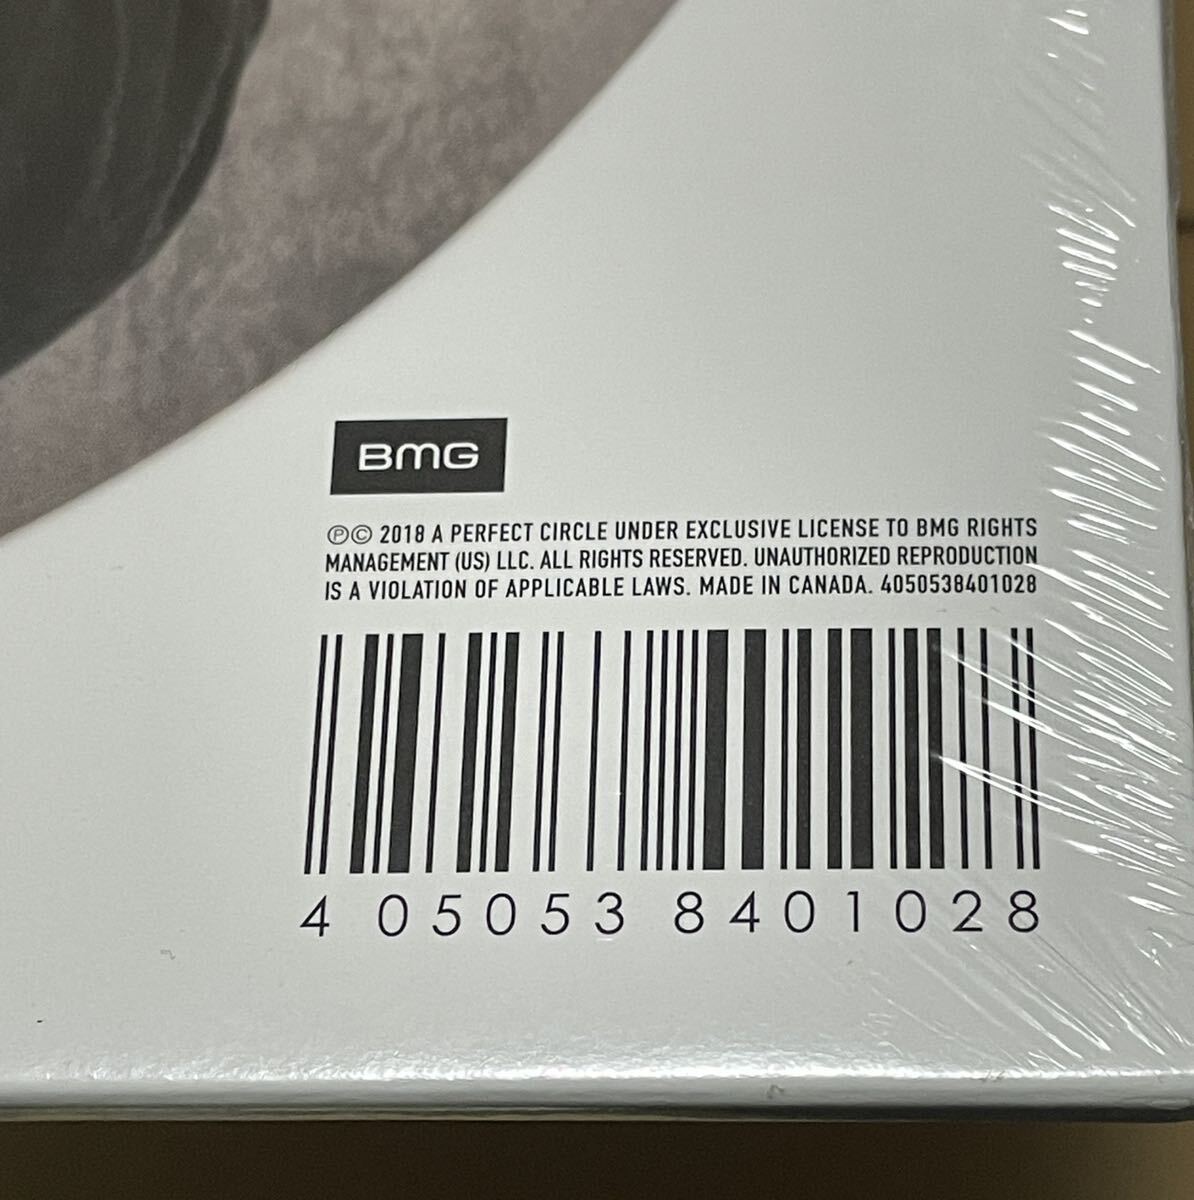 BMG
℗© 2018 A PERFECT CIRCLE UNDER EXCLUSIVE LICENSE TO BMG RIGHTS
MANAGEMENT (US) LLC. ALL RIGHTS RESERVED. UNAUTHORIZED REPRODUCTION
IS A VIOLATION OF APPLICABLE LAWS. MADE IN CANADA. 4050538401028
4 050538 401028